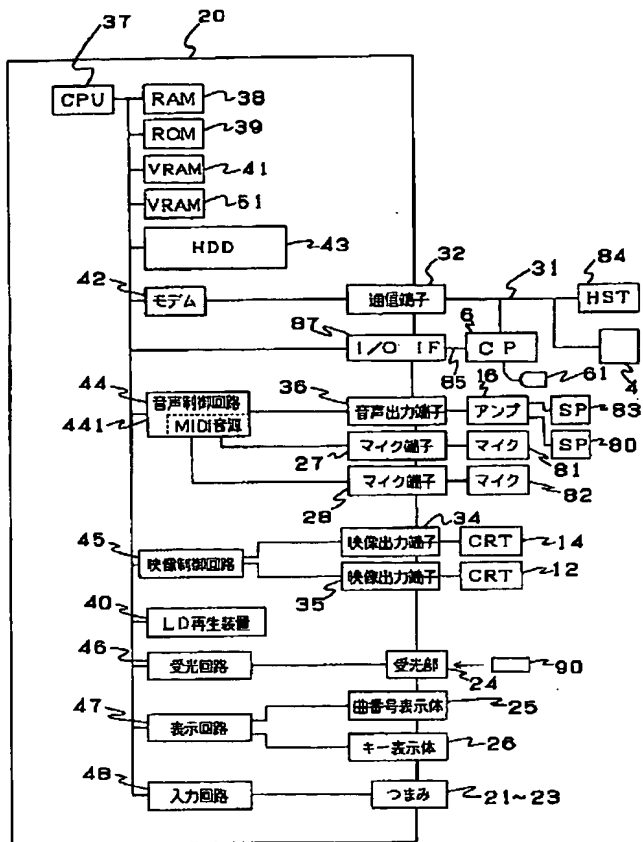 20
37
CPU
RAM
38
ROM
39
VRAM
41
VRAM
51
HDD
43
32
31
84
42
モデム
通信端子
HST
87
6
I/O IF
CP
85
61
4
44
36
16
音声制御回路
音声出力端子
アンプ
SP
83
441
MIDI音源
マイク端子
マイク
SP
80
27
81
マイク端子
マイク
28
82
34
45
映像出力端子
CRT
14
映像制御回路
映像出力端子
CRT
12
35
40
LD再生装置
46
受光回路
受光部
90
24
47
曲番号表示体
25
表示回路
キー表示体
26
48
入力回路
つまみ
21~23